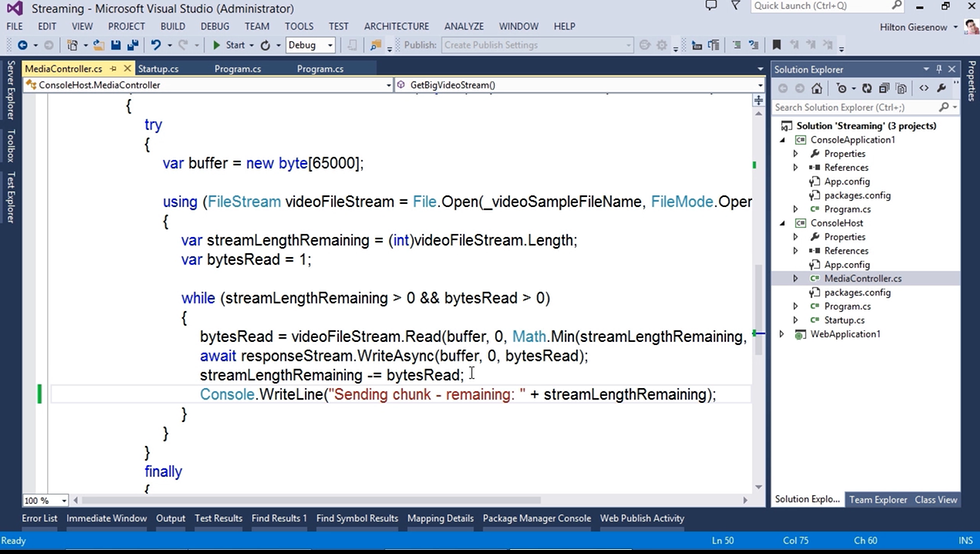 Streaming - Microsoft Visual Studio (Administrator)
Quick Launch (Ctrl+Q)
FILE EDIT VIEW PROJECT BUILD DEBUG TEAM TOOLS TEST ARCHITECTURE ANALYZE WINDOW HELP
Hilton Giesenow
Start Debug Publish: Create Publish Settings
Server Explorer
Toolbox
Test Explorer
MediaController.cs Startup.cs Program.cs Program.cs
ConsoleHost.MediaController GetBigVideoStream()
{
try
{
var buffer = new byte[65000];
using (FileStream videoFileStream = File.Open(_videoSampleFileName, FileMode.Oper
{
var streamLengthRemaining = (int)videoFileStream.Length;
var bytesRead = 1;
while (streamLengthRemaining > 0 && bytesRead > 0)
{
bytesRead = videoFileStream.Read(buffer, 0, Math.Min(streamLengthRemaining,
await responseStream.WriteAsync(buffer, 0, bytesRead);
streamLengthRemaining -= bytesRead;
Console.WriteLine("Sending chunk - remaining: " + streamLengthRemaining);
}
}
}
finally
{
100 %
Solution Explorer
Search Solution Explorer (Ctrl+;)
Solution 'Streaming' (3 projects)
ConsoleApplication1
Properties
References
App.config
packages.config
Program.cs
ConsoleHost
Properties
References
App.config
MediaController.cs
packages.config
Program.cs
Startup.cs
WebApplication1
Solution Explo... Team Explorer Class View
Properties
Error List Immediate Window Output Test Results Find Results 1 Find Symbol Results Mapping Details Package Manager Console Web Publish Activity
Ready Ln 50 Col 75 Ch 60 INS